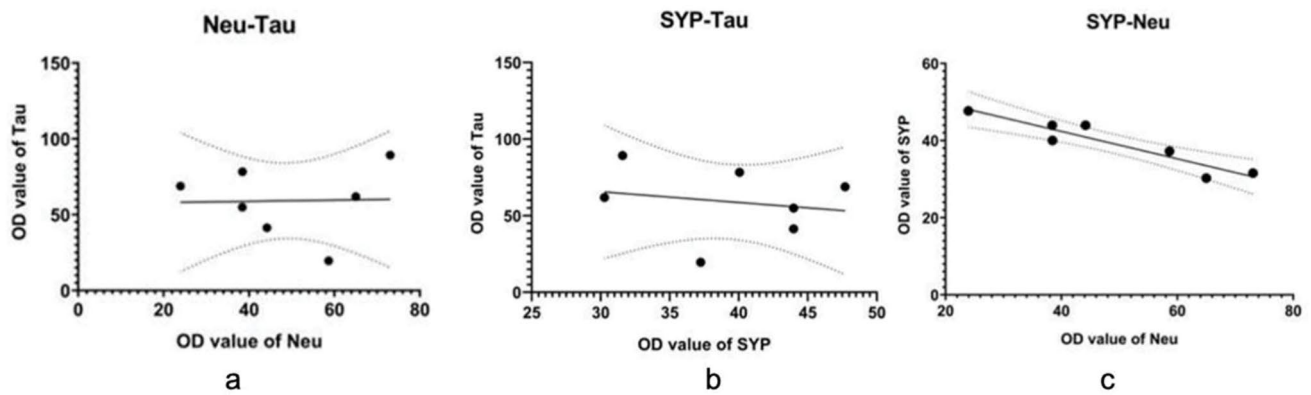 Neu-Tau
OD value of Tau
150
100
50
0
0
20
40
60
80
OD value of Neu
a
SYP-Tau
OD value of Tau
150
100
50
0
25
30
35
40
45
50
OD value of SYP
b
SYP-Neu
OD value of SYP
60
40
20
0
20
40
60
80
OD value of Neu
c